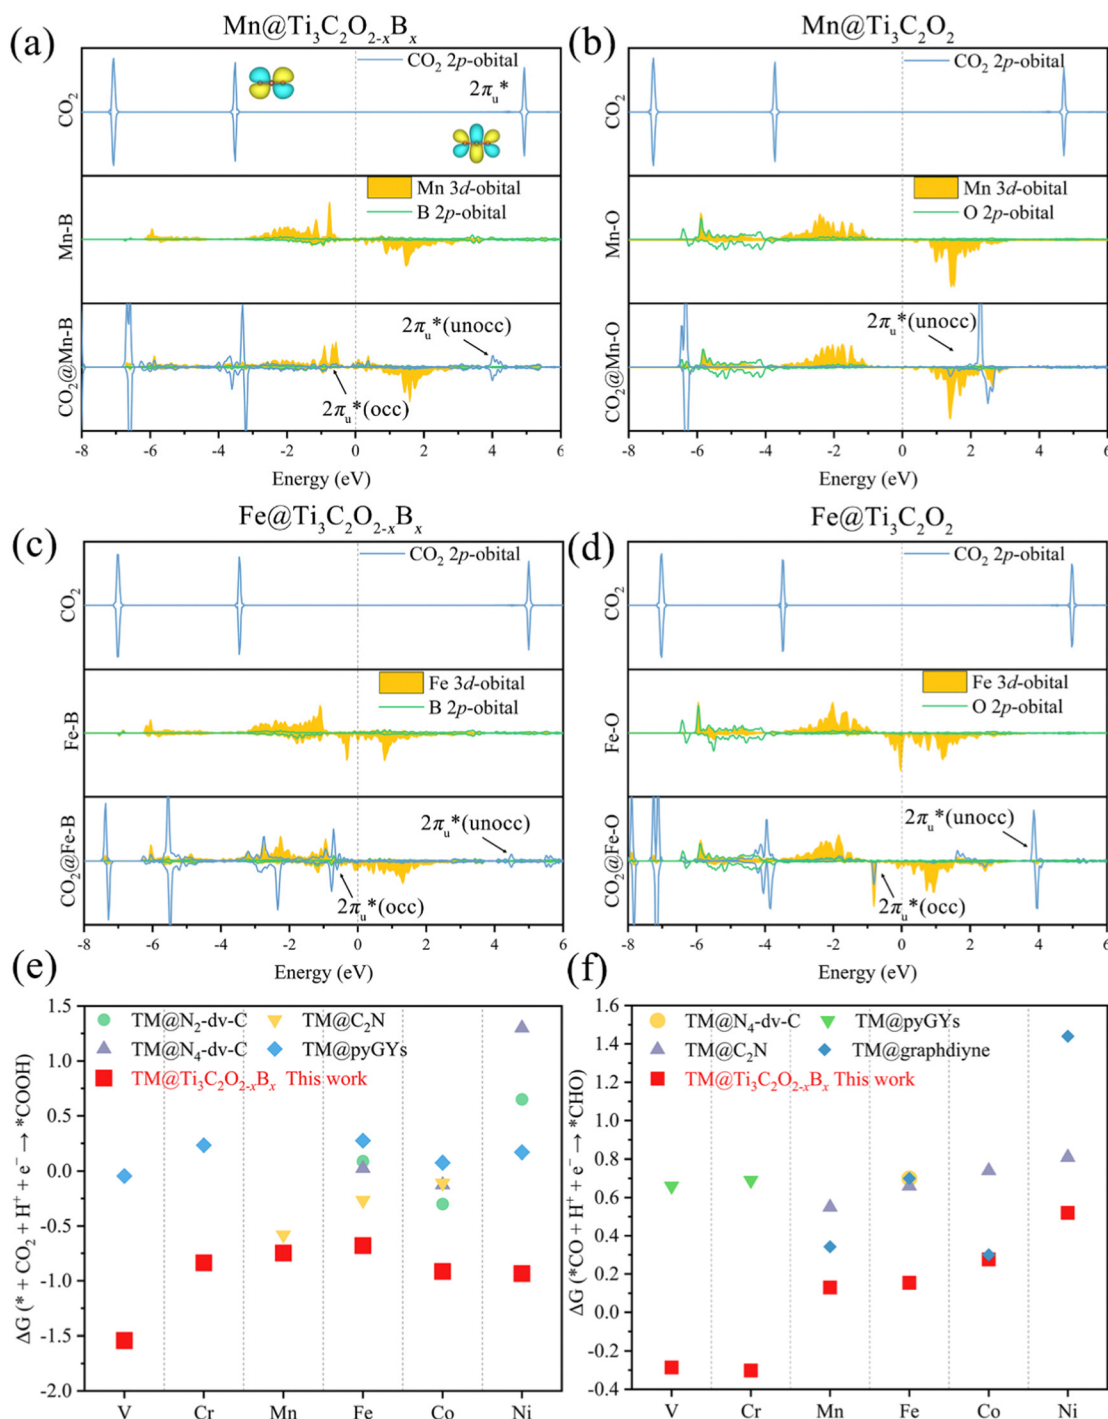 (a) Mn@Ti₃C₂O₂₋ₓBₓ
CO₂ 2p-obital
2πᵤ*
CO₂
Mn 3d-obital
B 2p-obital
Mn-B
2πᵤ*(unocc)
2πᵤ*(occ)
CO₂@Mn-B
-8 -6 -4 -2 0 2 4 6
Energy (eV)
(b) Mn@Ti₃C₂O₂
CO₂ 2p-obital
2πᵤ*
CO₂
Mn 3d-obital
O 2p-obital
Mn-O
2πᵤ*(unocc)
CO₂@Mn-O
-8 -6 -4 -2 0 2 4 6
Energy (eV)
(c) Fe@Ti₃C₂O₂₋ₓBₓ
CO₂ 2p-obital
CO₂
Fe 3d-obital
B 2p-obital
Fe-B
2πᵤ*(unocc)
2πᵤ*(occ)
CO₂@Fe-B
-8 -6 -4 -2 0 2 4 6
Energy (eV)
(d) Fe@Ti₃C₂O₂
CO₂ 2p-obital
CO₂
Fe 3d-obital
O 2p-obital
Fe-O
2πᵤ*(unocc)
2πᵤ*(occ)
CO₂@Fe-O
-8 -6 -4 -2 0 2 4 6
Energy (eV)
(e)
ΔG (* + CO₂ + H⁺ + e⁻ → *COOH)
1.5
1.0
0.5
0.0
-0.5
-1.0
-1.5
-2.0
TM@N₂-dv-C TM@C₂N
TM@N₄-dv-C TM@pyGYs
TM@Ti₃C₂O₂₋ₓBₓ This work
V Cr Mn Fe Co Ni
(f)
ΔG (*CO + H⁺ + e⁻ → *CHO)
1.6
1.4
1.2
1.0
0.8
0.6
0.4
0.2
0.0
-0.2
-0.4
TM@N₄-dv-C TM@pyGYs
TM@C₂N TM@graphdiyne
TM@Ti₃C₂O₂₋ₓBₓ This work
V Cr Mn Fe Co Ni